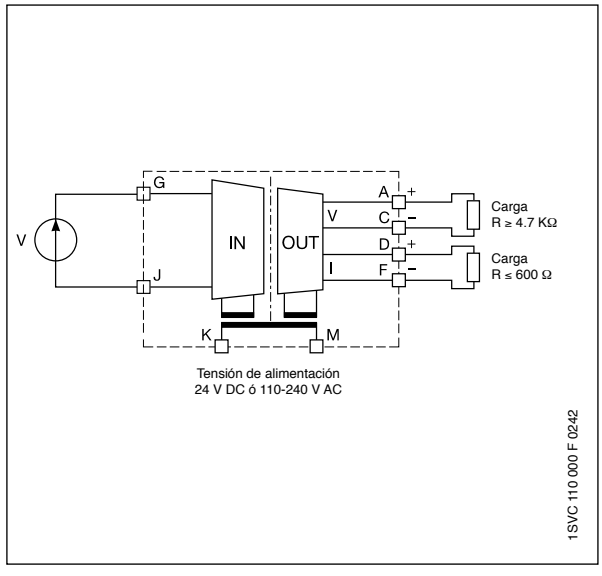 G
A +
V
C −
Carga
R ≥ 4.7 KΩ
V
IN
OUT
D +
I
F −
Carga
R ≤ 600 Ω
J
K
M
Tensión de alimentación
24 V DC ó 110-240 V AC
1SVC 110 000 F 0242